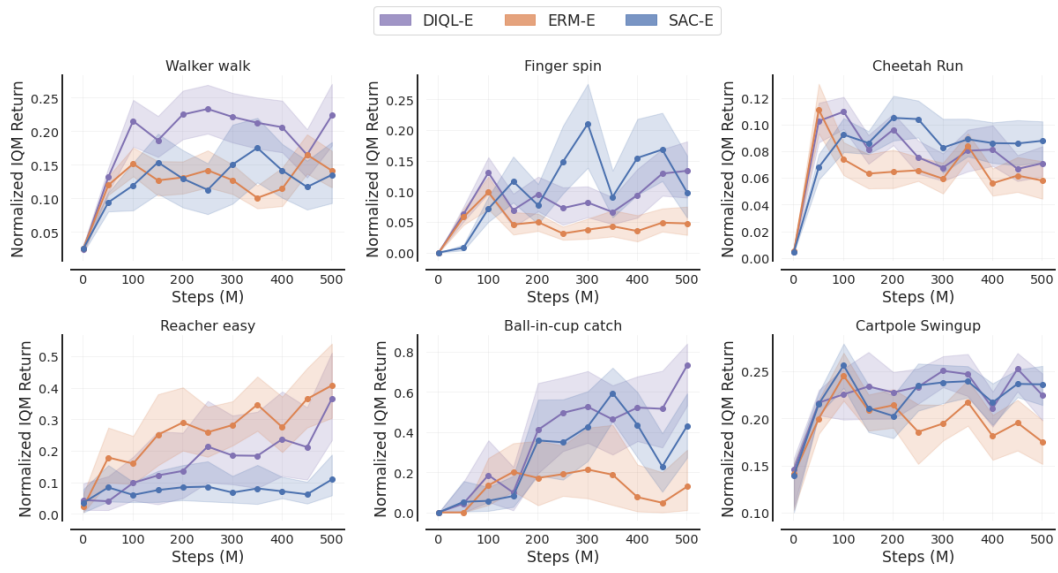 DIQL-E ERM-E SAC-E
Walker walk
Normalized IQM Return
0.25
0.20
0.15
0.10
0.05
0 100 200 300 400 500
Steps (M)
Finger spin
Normalized IQM Return
0.25
0.20
0.15
0.10
0.05
0.00
0 100 200 300 400 500
Steps (M)
Cheetah Run
Normalized IQM Return
0.12
0.10
0.08
0.06
0.04
0.02
0.00
0 100 200 300 400 500
Steps (M)
Reacher easy
Normalized IQM Return
0.5
0.4
0.3
0.2
0.1
0.0
0 100 200 300 400 500
Steps (M)
Ball-in-cup catch
Normalized IQM Return
0.8
0.6
0.4
0.2
0.0
0 100 200 300 400 500
Steps (M)
Cartpole Swingup
Normalized IQM Return
0.25
0.20
0.15
0.10
0 100 200 300 400 500
Steps (M)